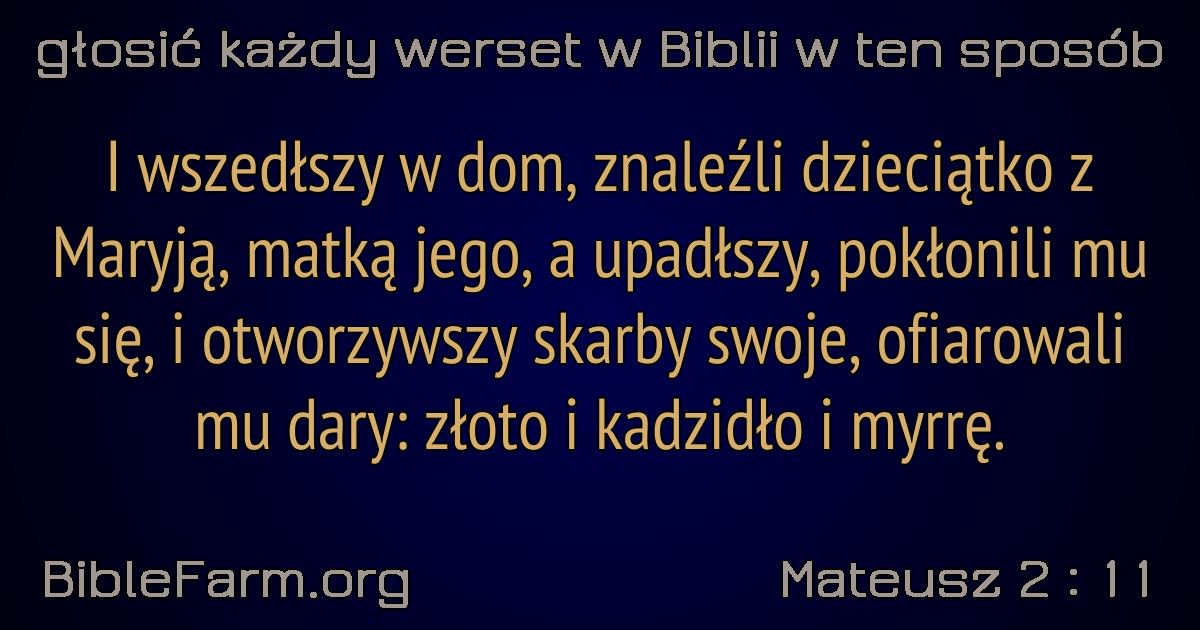 głosić każdy werset w Biblii w ten sposób
I wszedłszy w dom, znaleźli dzieciątko z
Maryją, matką jego, a upadłszy, pokłonili mu
się, i otworzywszy skarby swoje, ofiarowali
mu dary: złoto i kadzidło i myrrę.
BibleFarm.org
Mateusz 2 : 11